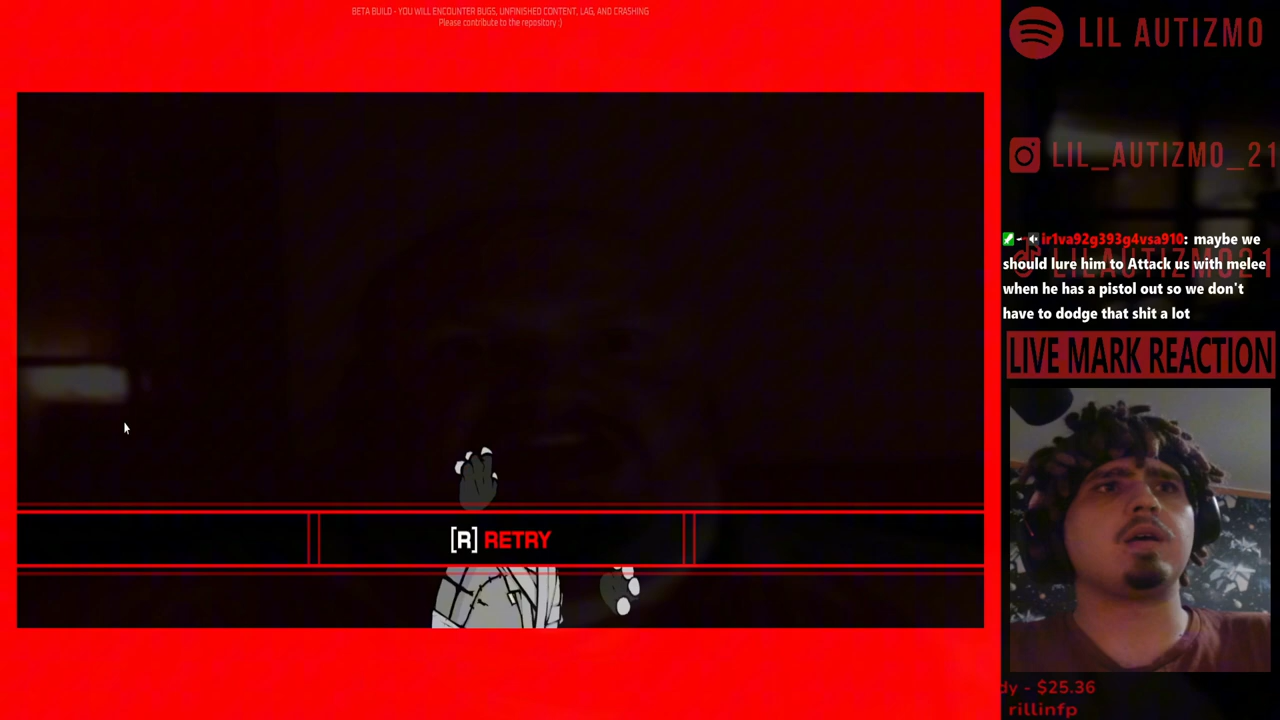 BETA BUILD - YOU WILL ENCOUNTER BUGS, UNFINISHED CONTENT, LAG, AND CRASHING
Please contribute to the repository :)
[R] RETRY
LIL AUTIZMO
LIL_AUTIZMO_21
LILAUTIZMO21
ir1va92g393g4vsa910: maybe we
should lure him to Attack us with melee
when he has a pistol out so we don't
have to dodge that shit a lot
LIVE MARK REACTION
dy - $25.36
rillinfp